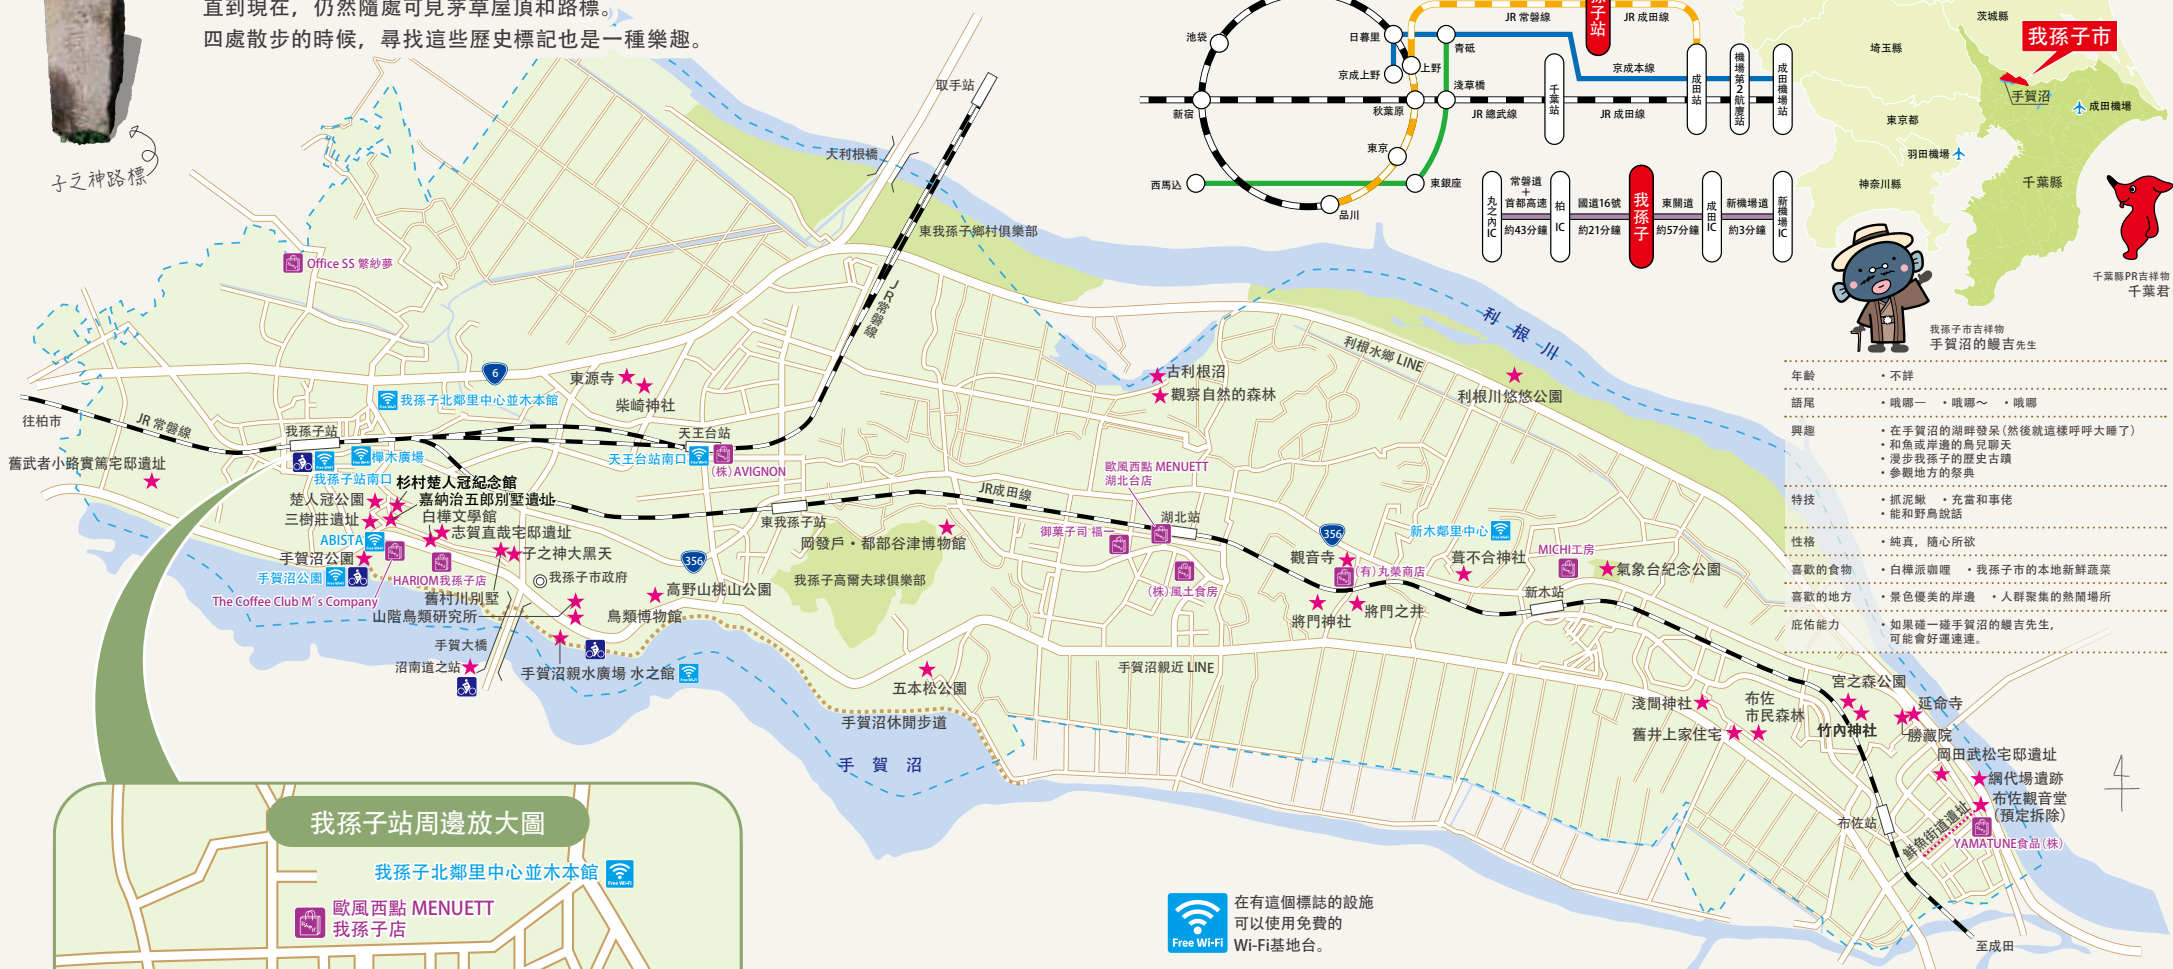 直到現在，仍然隨處可見茅草屋頂和路標。
四處散步的時候，尋找這些歷史標記也是一種樂趣。
子之神路標
池袋
日暮里
青砥
京成上野
上野
淺草橋
新宿
秋葉原
東京
西馬込
東銀座
品川
JR 常磐線
JR 成田線
京成本線
JR 總武線
JR 成田線
千葉站
成田站
機場第2航廈站
成田機場站
丸之內IC
常磐道
＋
首都高速
約43分鐘
柏IC
國道16號
約21分鐘
我孫子
東關道
約57分鐘
成田IC
新機場道
約3分鐘
新機場IC
茨城縣
我孫子市
埼玉縣
手賀沼
成田機場
東京都
羽田機場
神奈川縣
千葉縣
千葉縣PR吉祥物
千葉君
我孫子市吉祥物
手賀沼的鰻吉先生
年齡 ・不詳
語尾 ・哦哪— ・哦哪～ ・哦哪
興趣 ・在手賀沼的湖畔發呆（然後就這樣呼呼大睡了）
・和魚或岸邊的鳥兒聊天
・漫步我孫子的歷史古蹟
・參觀地方的祭典
特技 ・抓泥鰍 ・充當和事佬
・能和野鳥說話
性格 ・純真，隨心所欲
喜歡的食物 ・白樺派咖哩 ・我孫子市的本地新鮮蔬菜
喜歡的地方 ・景色優美的岸邊 ・人群聚集的熱鬧場所
庇佑能力 ・如果碰一碰手賀沼的鰻吉先生，
可能會好運連連。
取手站
大利根橋
東我孫子鄉村俱樂部
Office SS 繁紗夢
JR常磐線
利根川
利根水鄉 LINE
6
東源寺
柴崎神社
古利根沼
觀察自然的森林
利根川悠悠公園
我孫子北鄰里中心並木本館
往柏市
JR 常磐線
我孫子站
天王台站
天王台站南口
(株)AVIGNON
櫸木廣場
我孫子站南口
舊武者小路實篤宅邸遺址
杉村楚人冠紀念館
楚人冠公園
嘉納治五郎別墅遺址
三樹莊遺址
白樺文學館
志賀直哉宅邸遺址
ABISTA
手賀沼公園
子之神大黑天
手賀沼公園
HARIOM我孫子店
我孫子市政府
The Coffee Club M's Company
舊村川別墅
山階鳥類研究所
鳥類博物館
高野山桃山公園
手賀大橋
沼南道之站
手賀沼親水廣場 水之館
356
東我孫子站
JR成田線
岡發戶・都部谷津博物館
我孫子高爾夫球俱樂部
歐風西點 MENUETT
湖北台店
湖北站
御菓子司 福一
(株)風土食房
356
新木鄰里中心
觀音寺
(有)丸榮商店
葺不合神社
MICHI工房
氣象台紀念公園
將門神社
將門之井
新木站
五本松公園
手賀沼親近 LINE
手賀沼休閒步道
手賀沼
淺間神社
布佐
市民森林
舊井上家住宅
宮之森公園
竹內神社
延命寺
勝藏院
岡田武松宅邸遺址
網代場遺跡
布佐觀音堂
（預定拆除）
布佐站
鮮魚街道遺址
YAMATUNE食品(株)
至成田
我孫子站周邊放大圖
我孫子北鄰里中心並木本館
Free Wi-Fi
歐風西點 MENUETT
我孫子店
Free Wi-Fi
在有這個標誌的設施
可以使用免費的
Wi-Fi基地台。